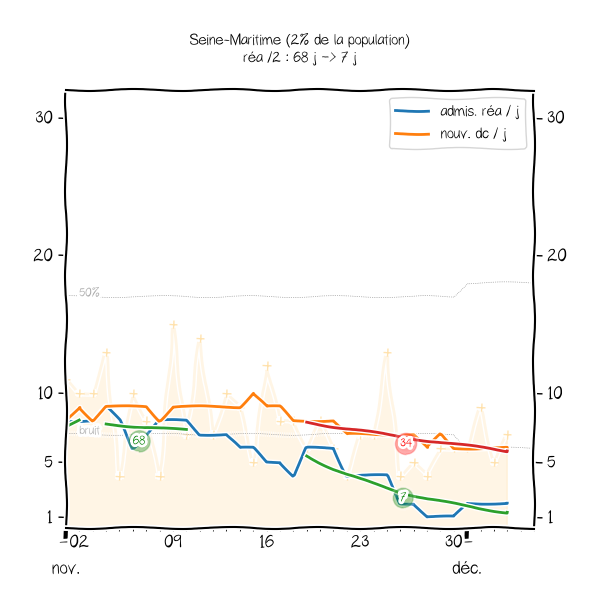 Seine-Maritime (2% de la population)
réa /2 : 68 j -> 7 j
admis. réa / j
nouv. dc / j
30
30
20
20
50%
10
10
bruit
68
34
5
5
7
1
1
02 09 16 23 30
nov. déc.